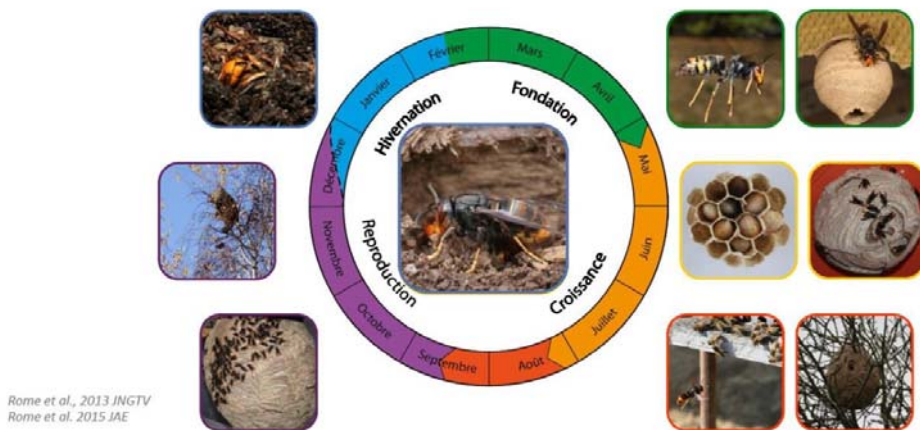 Janvier
Février
Mars
Avril
Mai
Juin
Juillet
Août
Septembre
Octobre
Novembre
Décembre
Hivernation
Fondation
Croissance
Reproduction
Rome et al., 2013 JNGTV
Rome et al. 2015 JAE